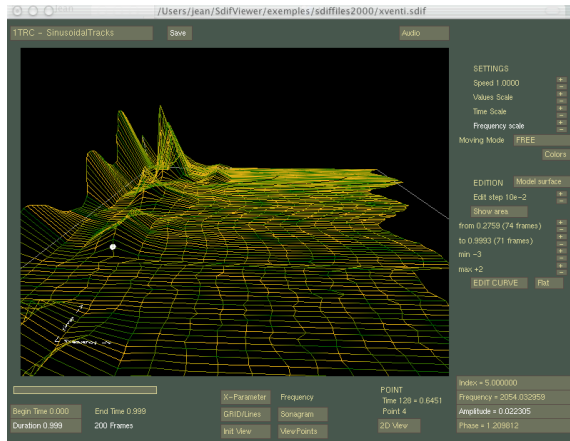 /Users/jean/SdifViewer/exemples/sdiffiles2000/xventi.sdif
1TRC - SinusoidalTracks
Save
Audio
SETTINGS
Speed 1.0000
Values Scale
Time Scale
Frequency scale
Moving Mode FREE
Colors
EDITION Model surface
Edit step 10e-2
Show area
from 0.2759 (74 frames)
to 0.9993 (71 frames)
min -3
max +2
EDIT CURVE Flat
Begin Time 0.000 End Time 0.999
Duration 0.999 200 Frames
X-Parameter Frequency
GRID/Lines Sonagram
Init View ViewPoints
POINT
Time 128 = 0.6451
Point 4
2D View
Index = 5.000000
Frequency = 2054.032959
Amplitude = 0.022305
Phase = 1.209812